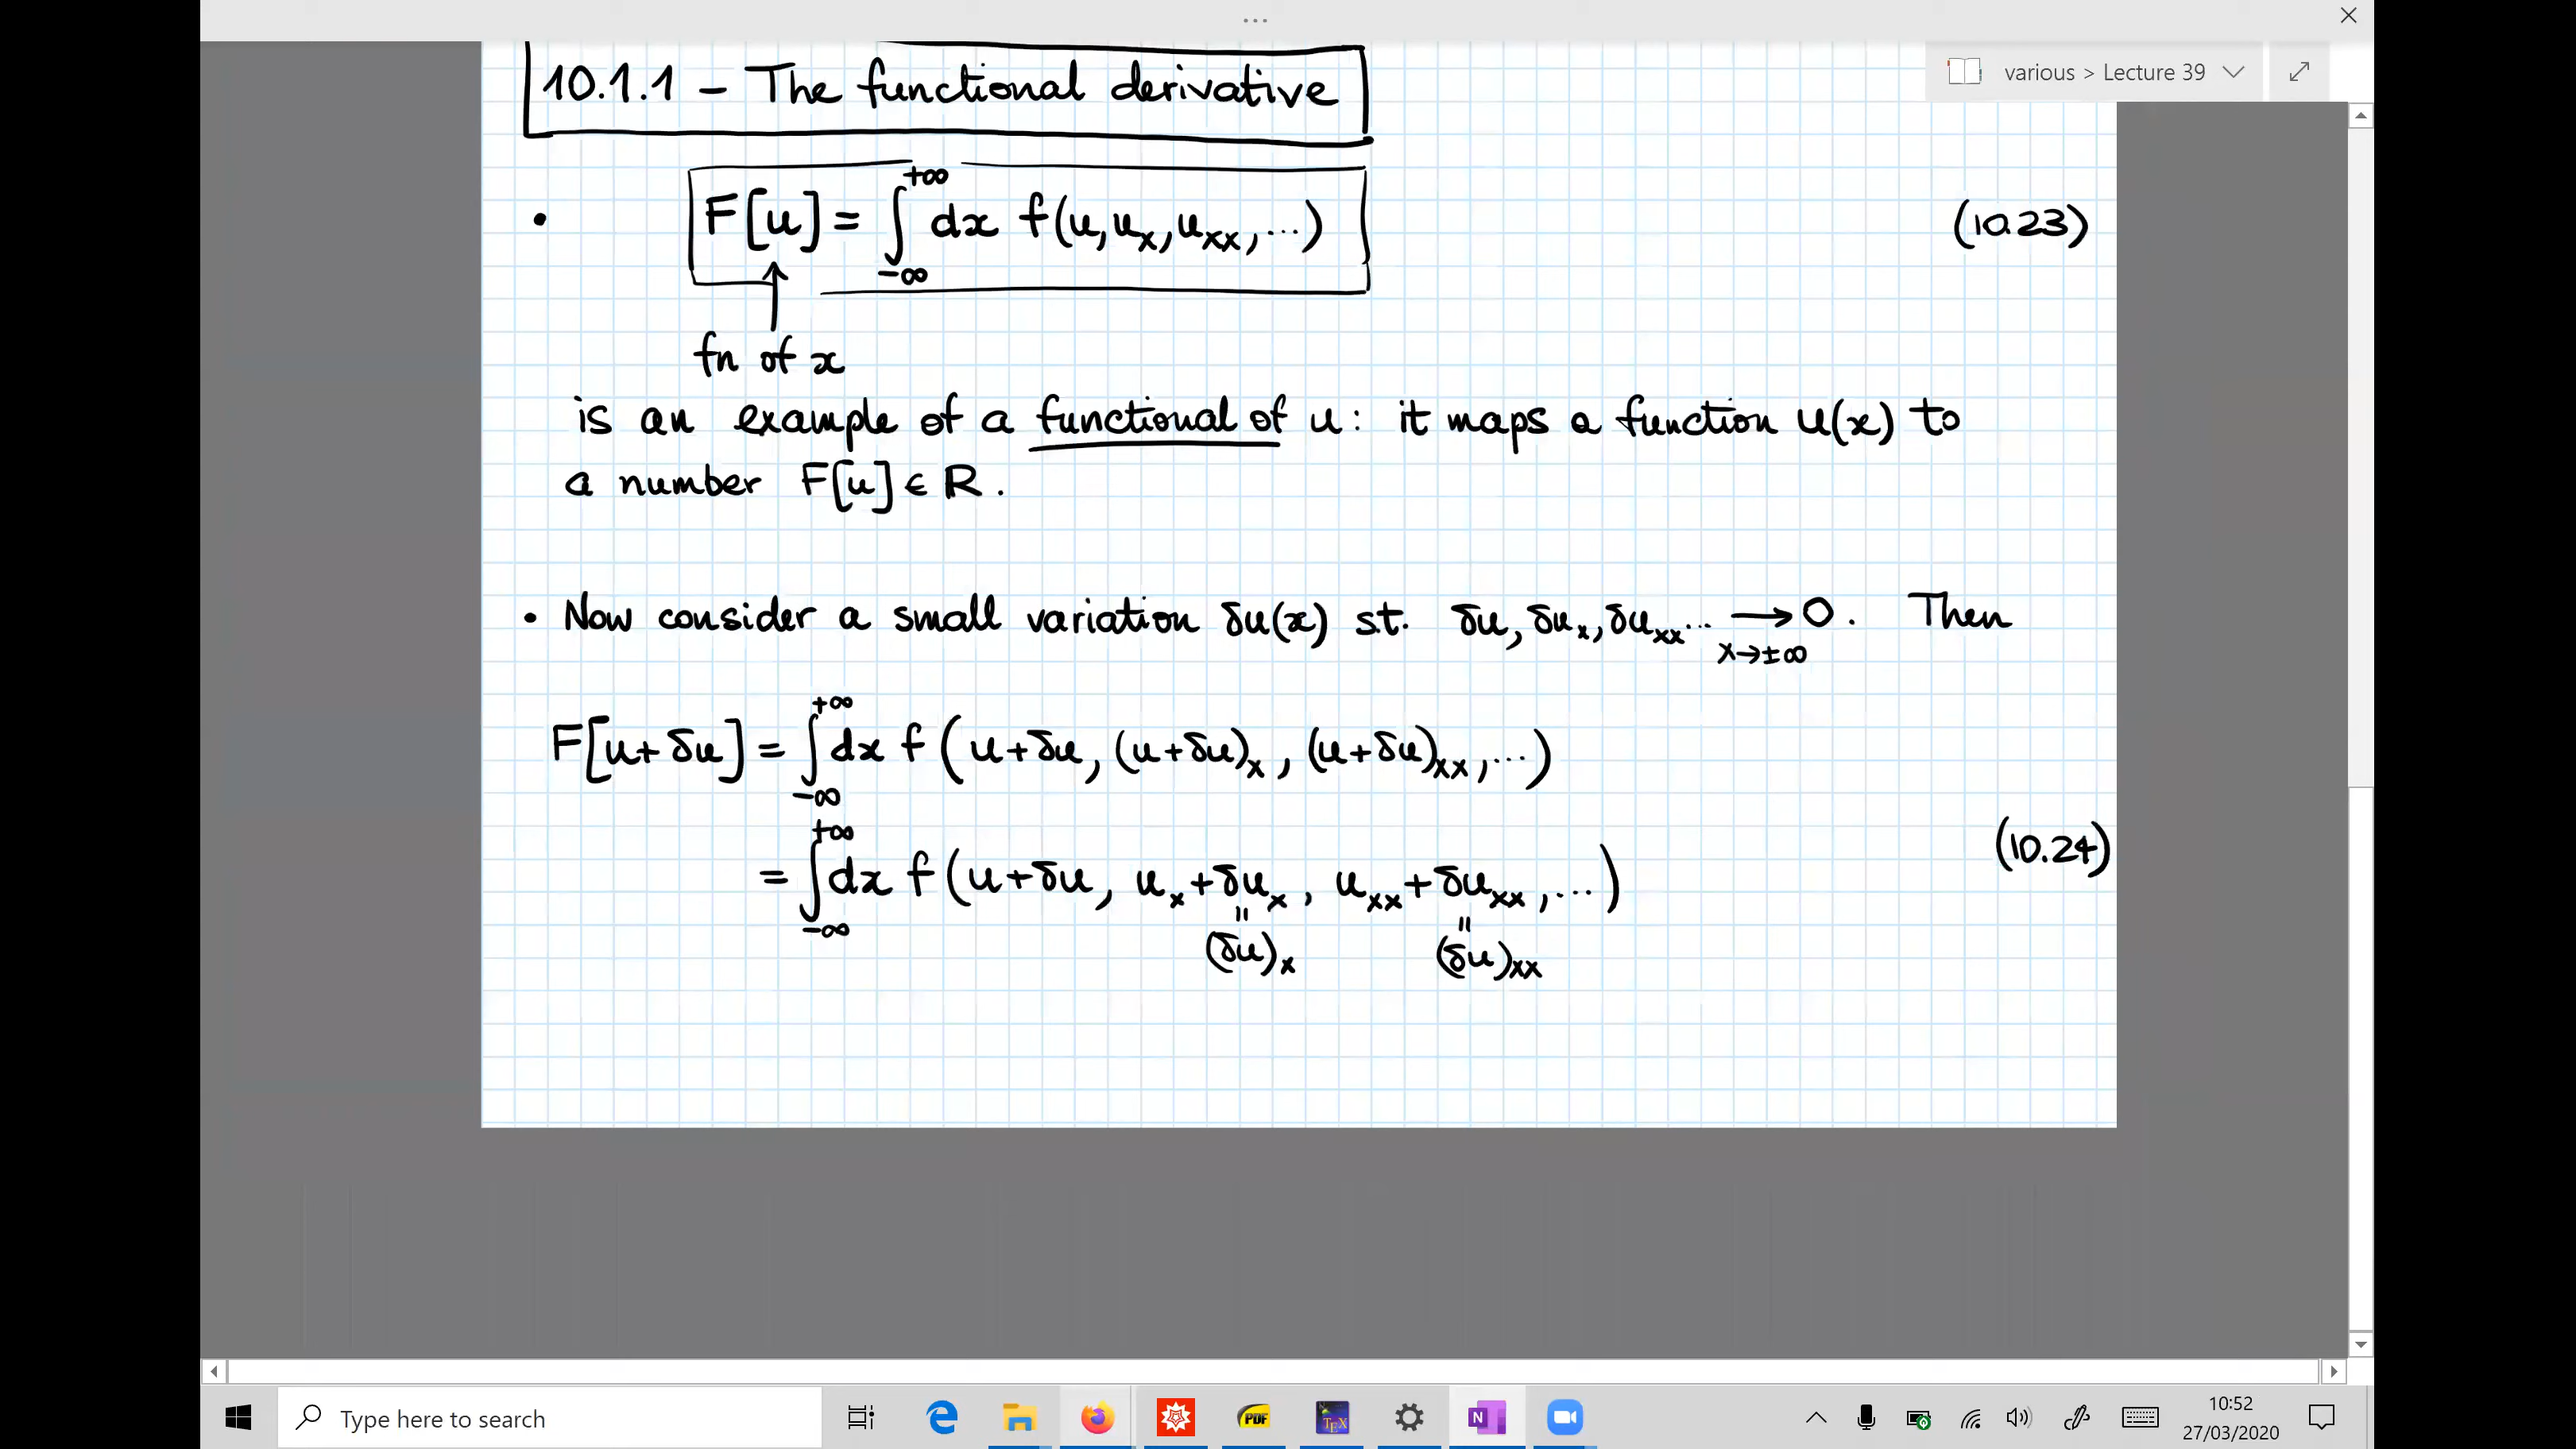 ...
various > Lecture 39
10.1.1 – The functional derivative
• F[u] = ∫_{-∞}^{+∞} dx f(u, u_x, u_xx, ...) (10.23)
fn of x
is an example of a functional of u: it maps a function u(x) to
a number F[u] ∈ R.
• Now consider a small variation δu(x) s.t. δu, δu_x, δu_xx... ⟶_{x→±∞} 0. Then
F[u+δu] = ∫_{-∞}^{+∞} dx f(u+δu, (u+δu)_x, (u+δu)_xx, ...)
= ∫_{-∞}^{+∞} dx f(u+δu, u_x+δu_x, u_xx+δu_xx, ...) (10.24)
" "
(δu)_x (δu)_xx
Type here to search
PDF
TEX
N
10:52
27/03/2020